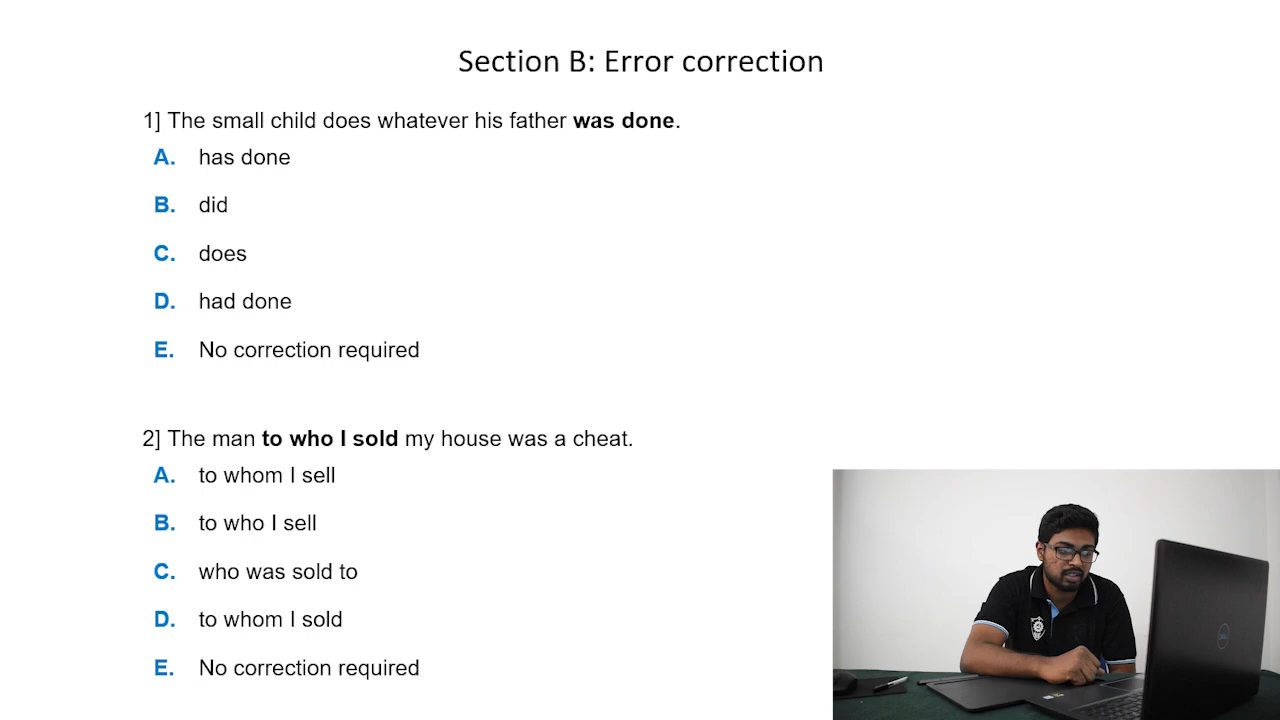 Section B: Error correction
1] The small child does whatever his father was done.
A. has done
B. did
C. does
D. had done
E. No correction required
2] The man to who I sold my house was a cheat.
A. to whom I sell
B. to who I sell
C. who was sold to
D. to whom I sold
E. No correction required